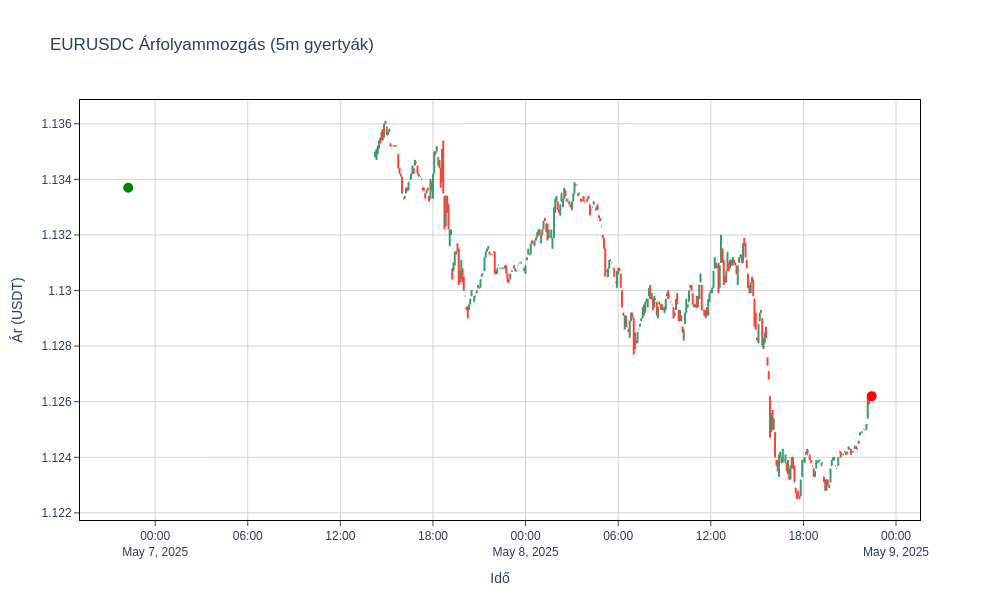 EURUSDC Árfolyammozgás (5m gyertyák)
1.136
1.134
1.132
1.13
1.128
1.126
1.124
1.122
Ár (USDT)
00:00 06:00 12:00 18:00 00:00 06:00 12:00 18:00 00:00
May 7, 2025 May 8, 2025 May 9, 2025
Idő